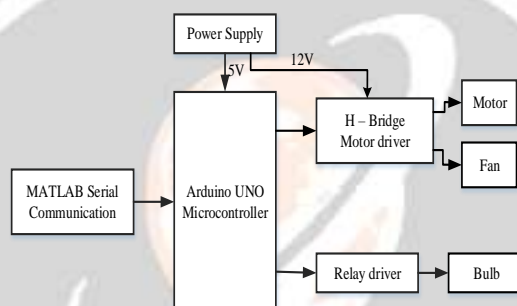 Power Supply
5V
12V
H – Bridge
Motor driver
Motor
Fan
MATLAB Serial
Communication
Arduino UNO
Microcontroller
Relay driver
Bulb